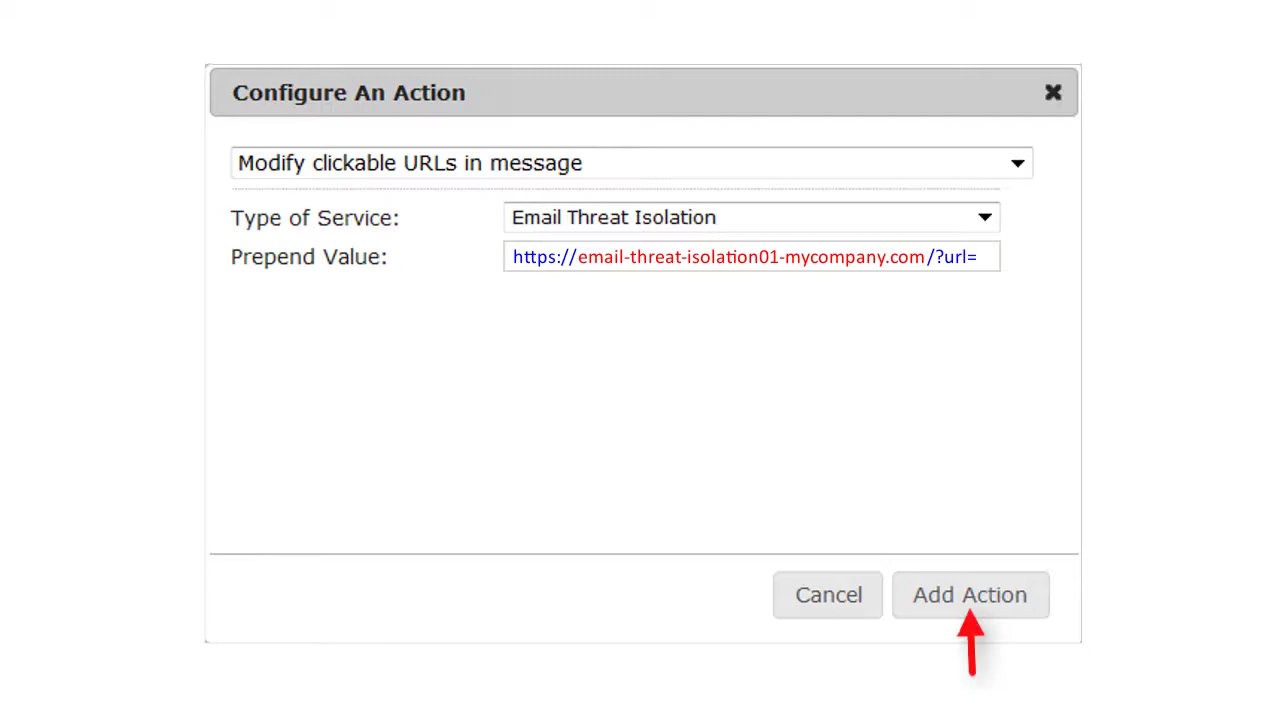 Configure An Action
Modify clickable URLs in message
Type of Service: Email Threat Isolation
Prepend Value: https://email-threat-isolation01-mycompany.com/?url=
Cancel Add Action